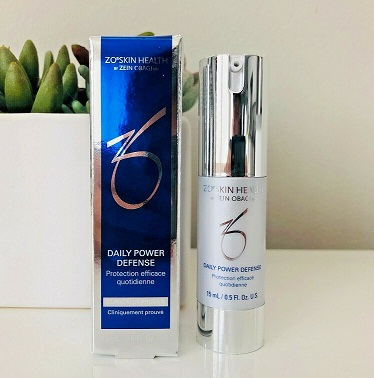 ZO® SKIN HEALTH
BY ZEIN OBAGI
DAILY POWER
DEFENSE
Protection efficace
quotidienne
Cliniquement prouvé
ZO® SKIN HEALTH
BY ZEIN OBAGI
DAILY POWER DEFENSE
Protection efficace
quotidienne
15 mL / 0.5 Fl. Oz. U.S.